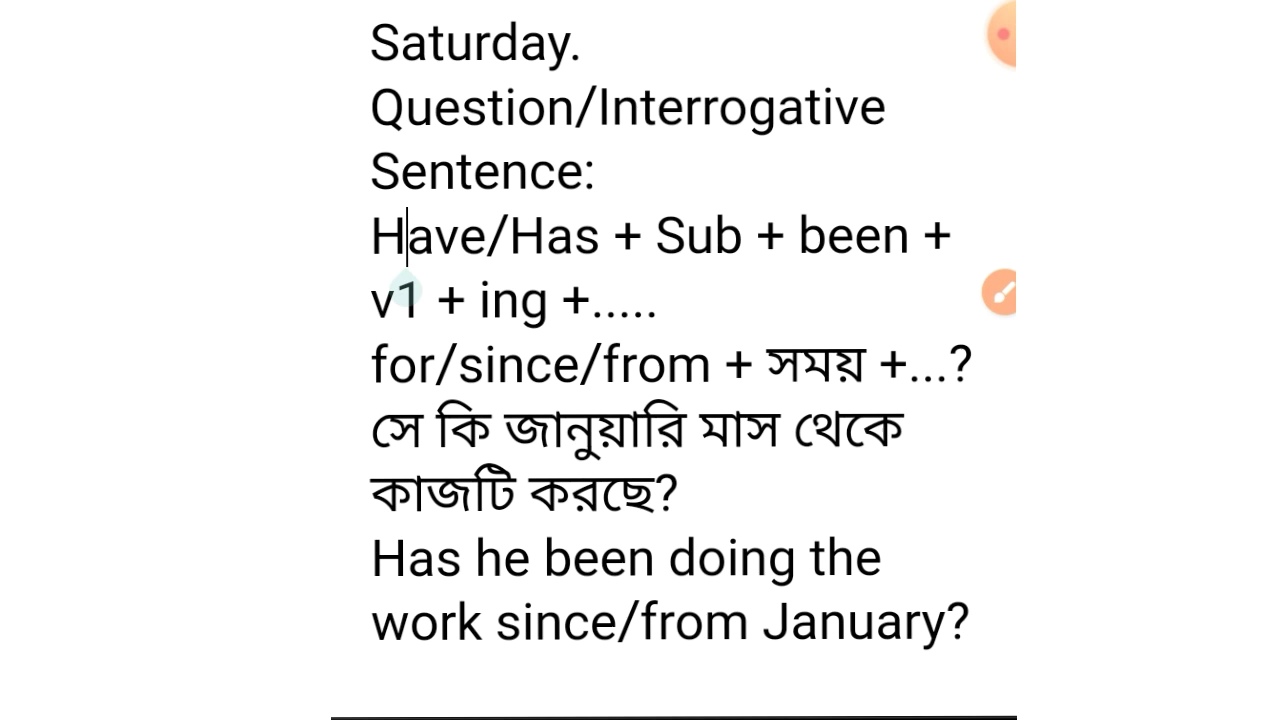 Saturday.
Question/Interrogative
Sentence:
Have/Has + Sub + been +
v1 + ing +.....
for/since/from + সময় +...?
সে কি জানুয়ারি মাস থেকে
কাজটি করছে?
Has he been doing the
work since/from January?